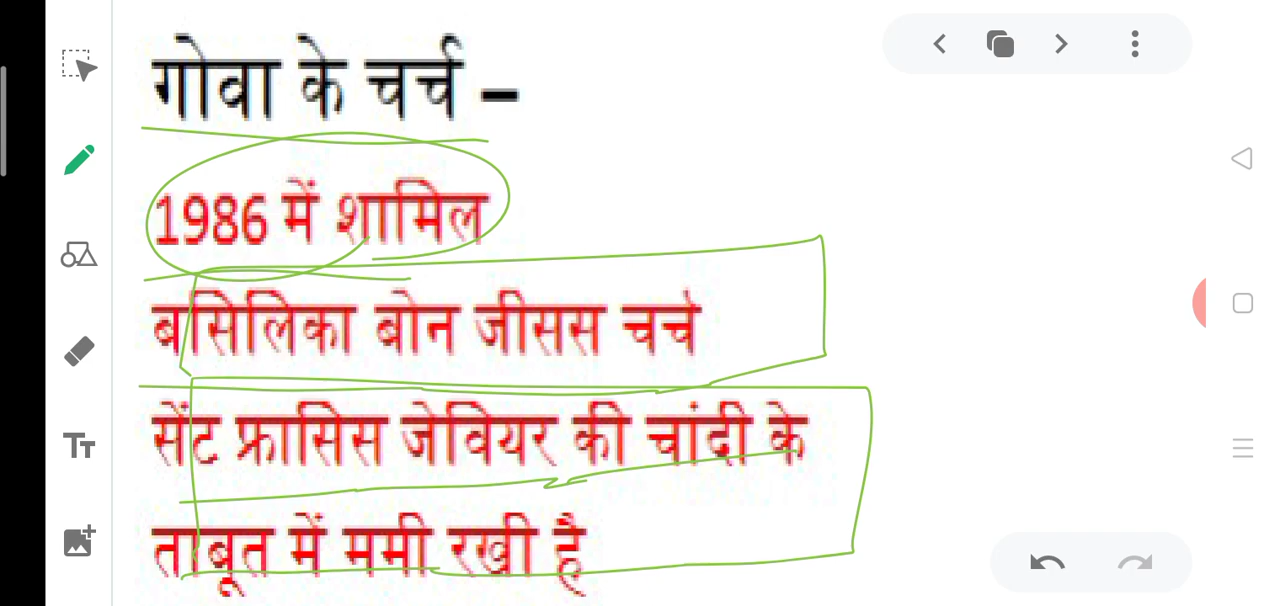 गोवा के चर्च –
1986 में शामिल
बसिलिका बोन जीसस चर्च
सेंट फ्रासिस जेवियर की चांदी के
ताबूत में ममी रखी है